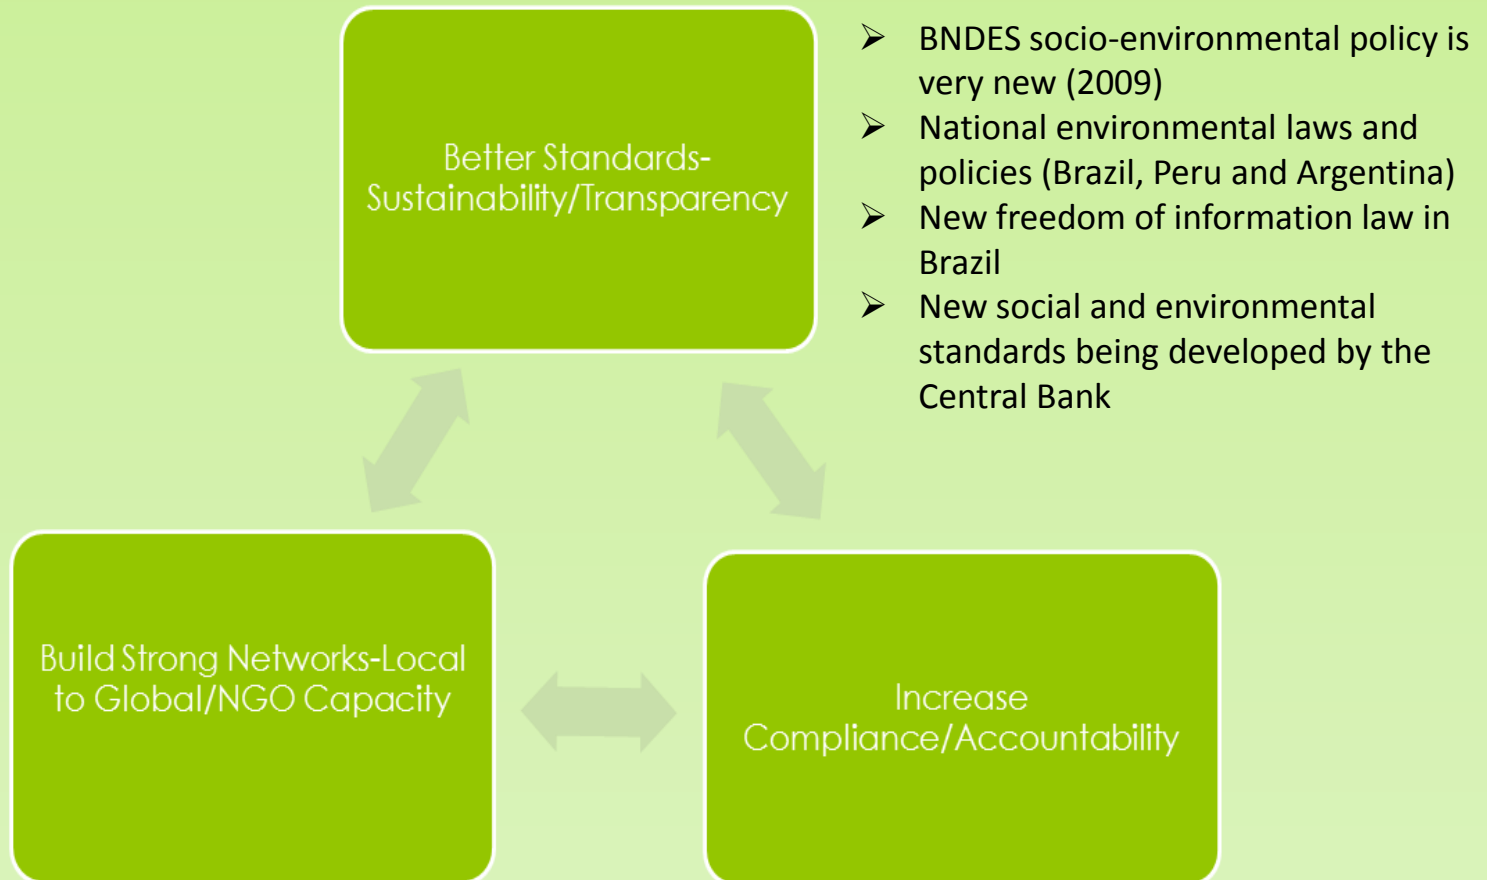 Better Standards-
Sustainability/Transparency
➢ BNDES socio-environmental policy is
very new (2009)
➢ National environmental laws and
policies (Brazil, Peru and Argentina)
➢ New freedom of information law in
Brazil
➢ New social and environmental
standards being developed by the
Central Bank
Build Strong Networks-Local
to Global/NGO Capacity
Increase
Compliance/Accountability